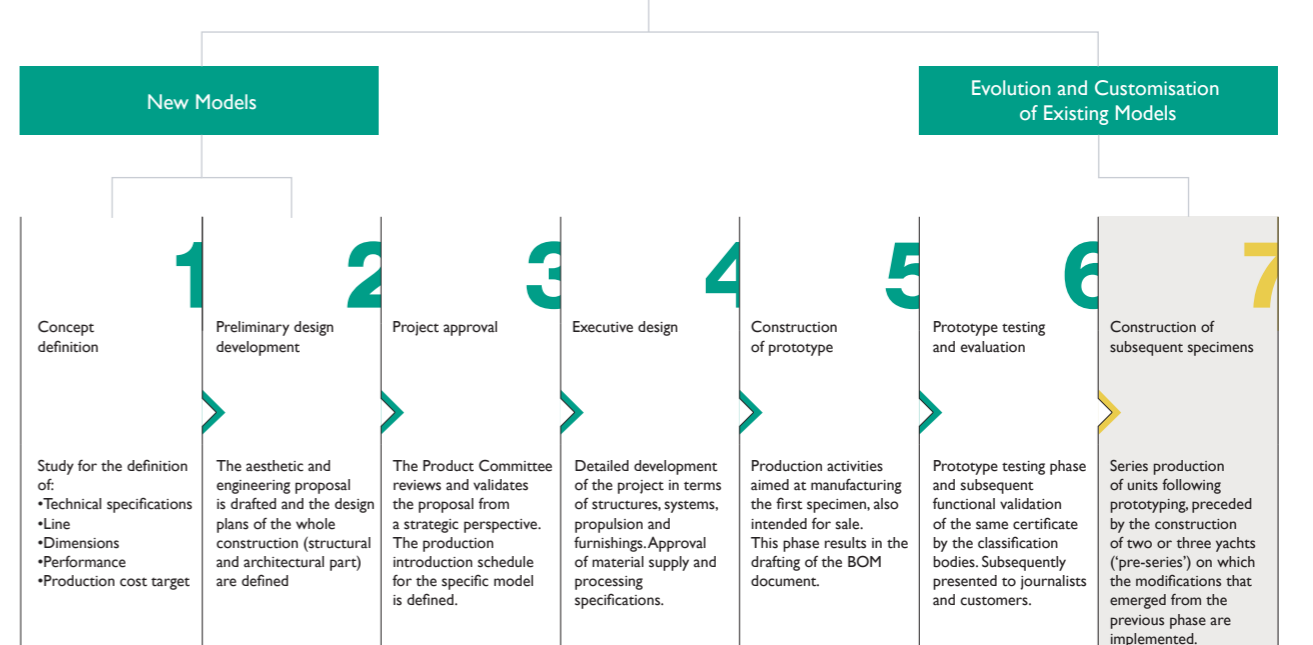 New Models
Evolution and Customisation
of Existing Models
1
Concept
definition
Study for the definition
of:
•Technical specifications
•Line
•Dimensions
•Performance
•Production cost target
2
Preliminary design
development
The aesthetic and
engineering proposal
is drafted and the design
plans of the whole
construction (structural
and architectural part)
are defined
3
Project approval
The Product Committee
reviews and validates
the proposal from
a strategic perspective.
The production
introduction schedule
for the specific model
is defined.
4
Executive design
Detailed development
of the project in terms
of structures, systems,
propulsion and
furnishings. Approval
of material supply and
processing
specifications.
5
Construction
of prototype
Production activities
aimed at manufacturing
the first specimen, also
intended for sale.
This phase results in the
drafting of the BOM
document.
6
Prototype testing
and evaluation
Prototype testing phase
and subsequent
functional validation
of the same certificate
by the classification
bodies. Subsequently
presented to journalists
and customers.
7
Construction of
subsequent specimens
Series production
of units following
prototyping, preceded
by the construction
of two or three yachts
(‘pre-series’) on which
the modifications that
emerged from the
previous phase are
implemented.